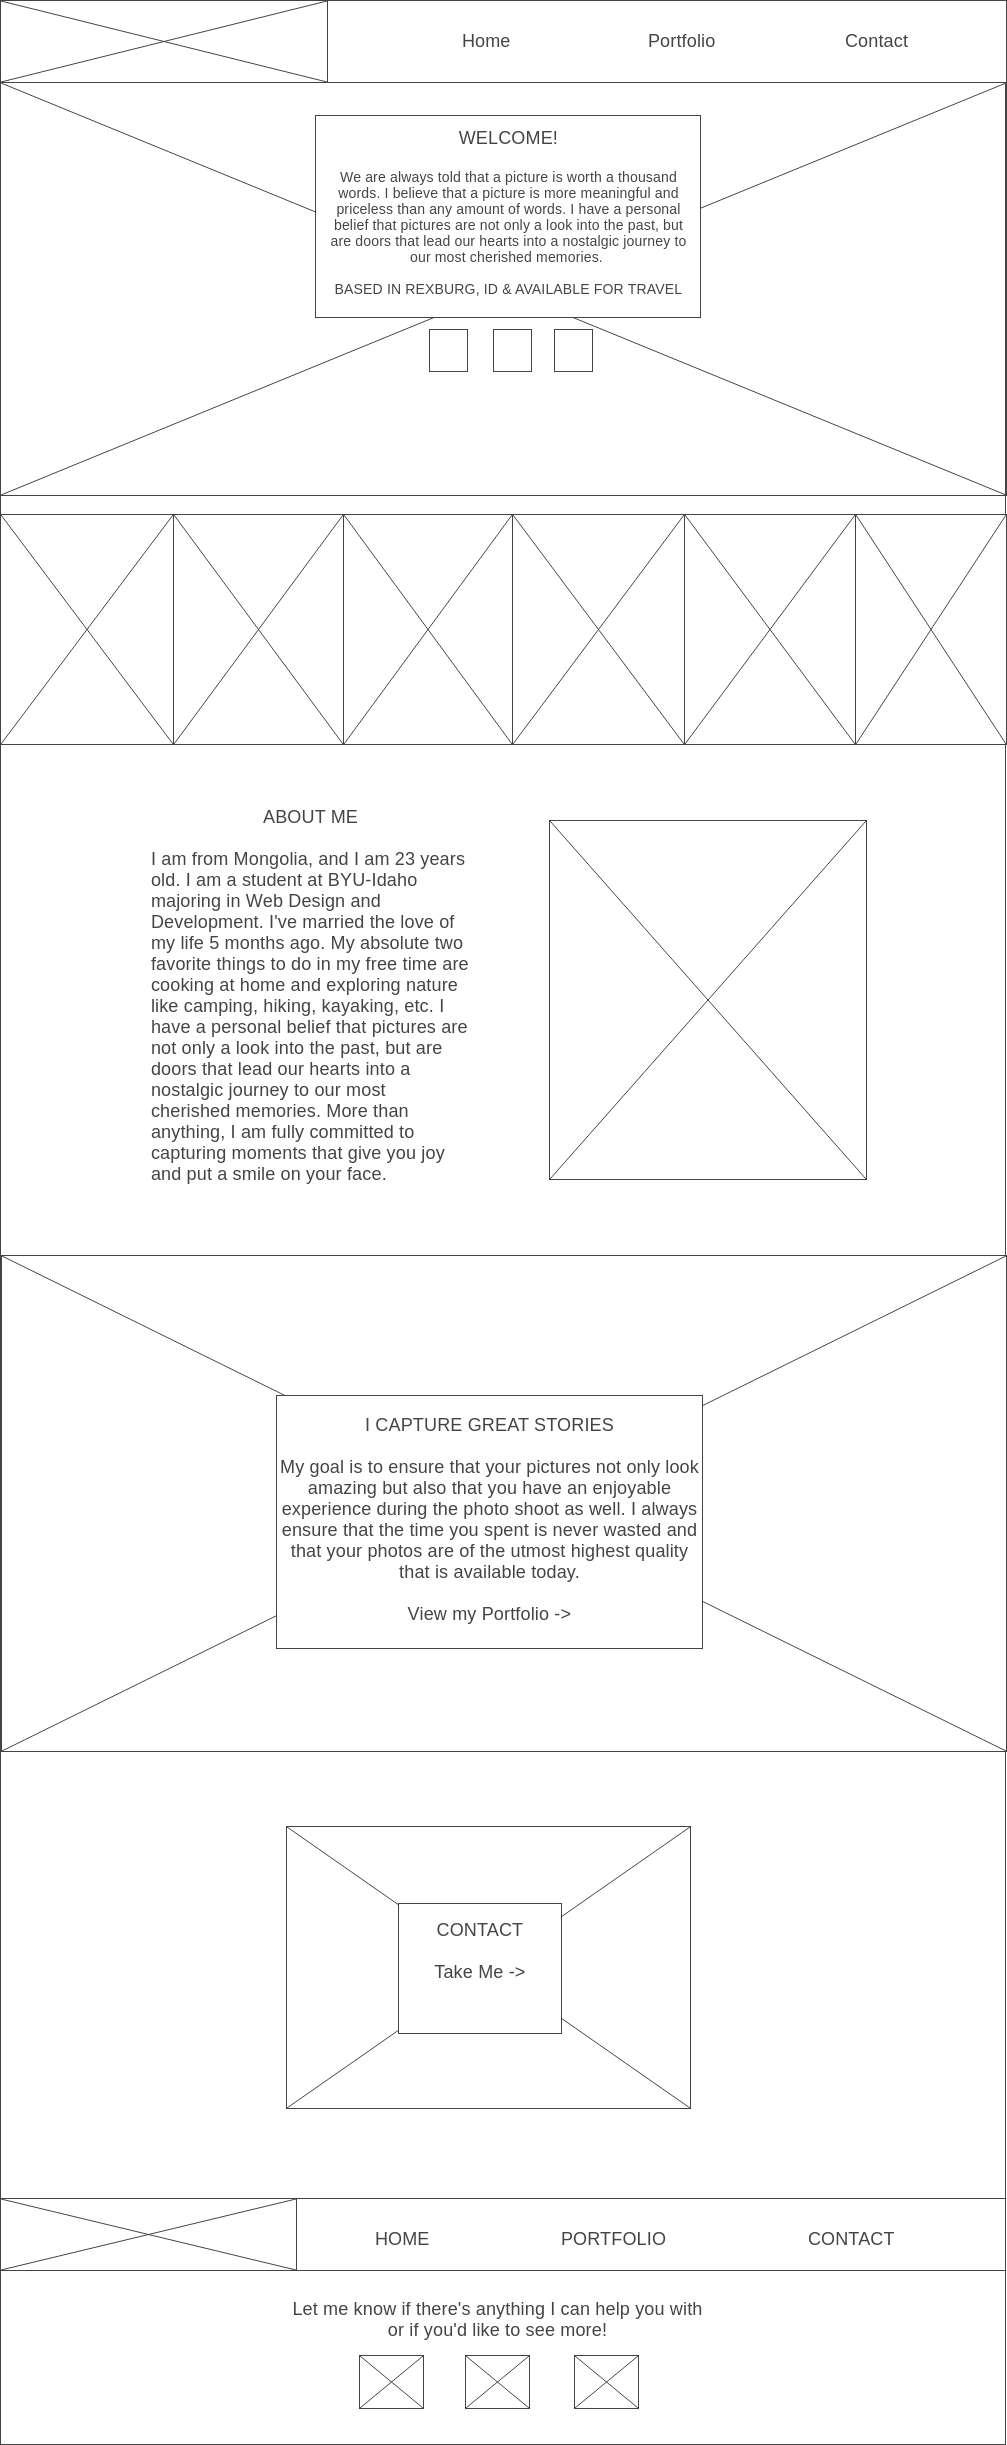 Home Portfolio Contact
WELCOME!
We are always told that a picture is worth a thousand
words. I believe that a picture is more meaningful and
priceless than any amount of words. I have a personal
belief that pictures are not only a look into the past, but
are doors that lead our hearts into a nostalgic journey to
our most cherished memories.
BASED IN REXBURG, ID & AVAILABLE FOR TRAVEL
ABOUT ME
I am from Mongolia, and I am 23 years
old. I am a student at BYU-Idaho
majoring in Web Design and
Development. I've married the love of
my life 5 months ago. My absolute two
favorite things to do in my free time are
cooking at home and exploring nature
like camping, hiking, kayaking, etc. I
have a personal belief that pictures are
not only a look into the past, but are
doors that lead our hearts into a
nostalgic journey to our most
cherished memories. More than
anything, I am fully committed to
capturing moments that give you joy
and put a smile on your face.
I CAPTURE GREAT STORIES
My goal is to ensure that your pictures not only look
amazing but also that you have an enjoyable
experience during the photo shoot as well. I always
ensure that the time you spent is never wasted and
that your photos are of the utmost highest quality
that is available today.
View my Portfolio ->
CONTACT
Take Me ->
HOME PORTFOLIO CONTACT
Let me know if there's anything I can help you with
or if you'd like to see more!